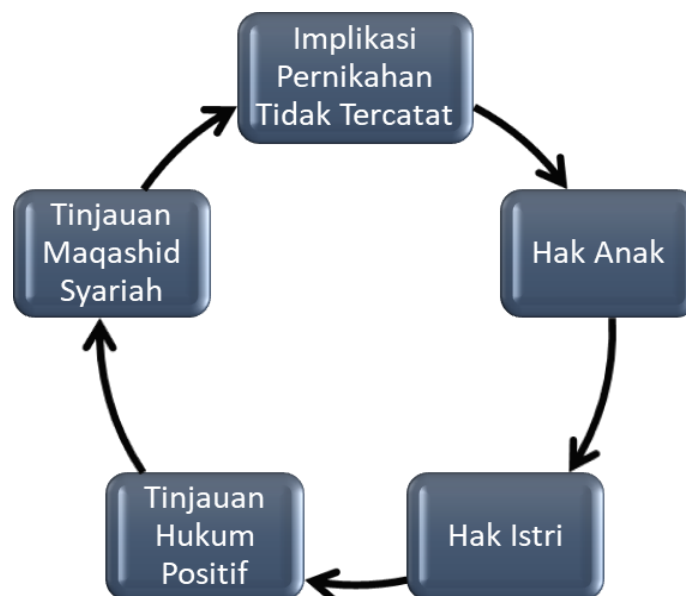 Implikasi
Pernikahan
Tidak Tercatat
Hak Anak
Hak Istri
Tinjauan
Hukum
Positif
Tinjauan
Maqashid
Syariah